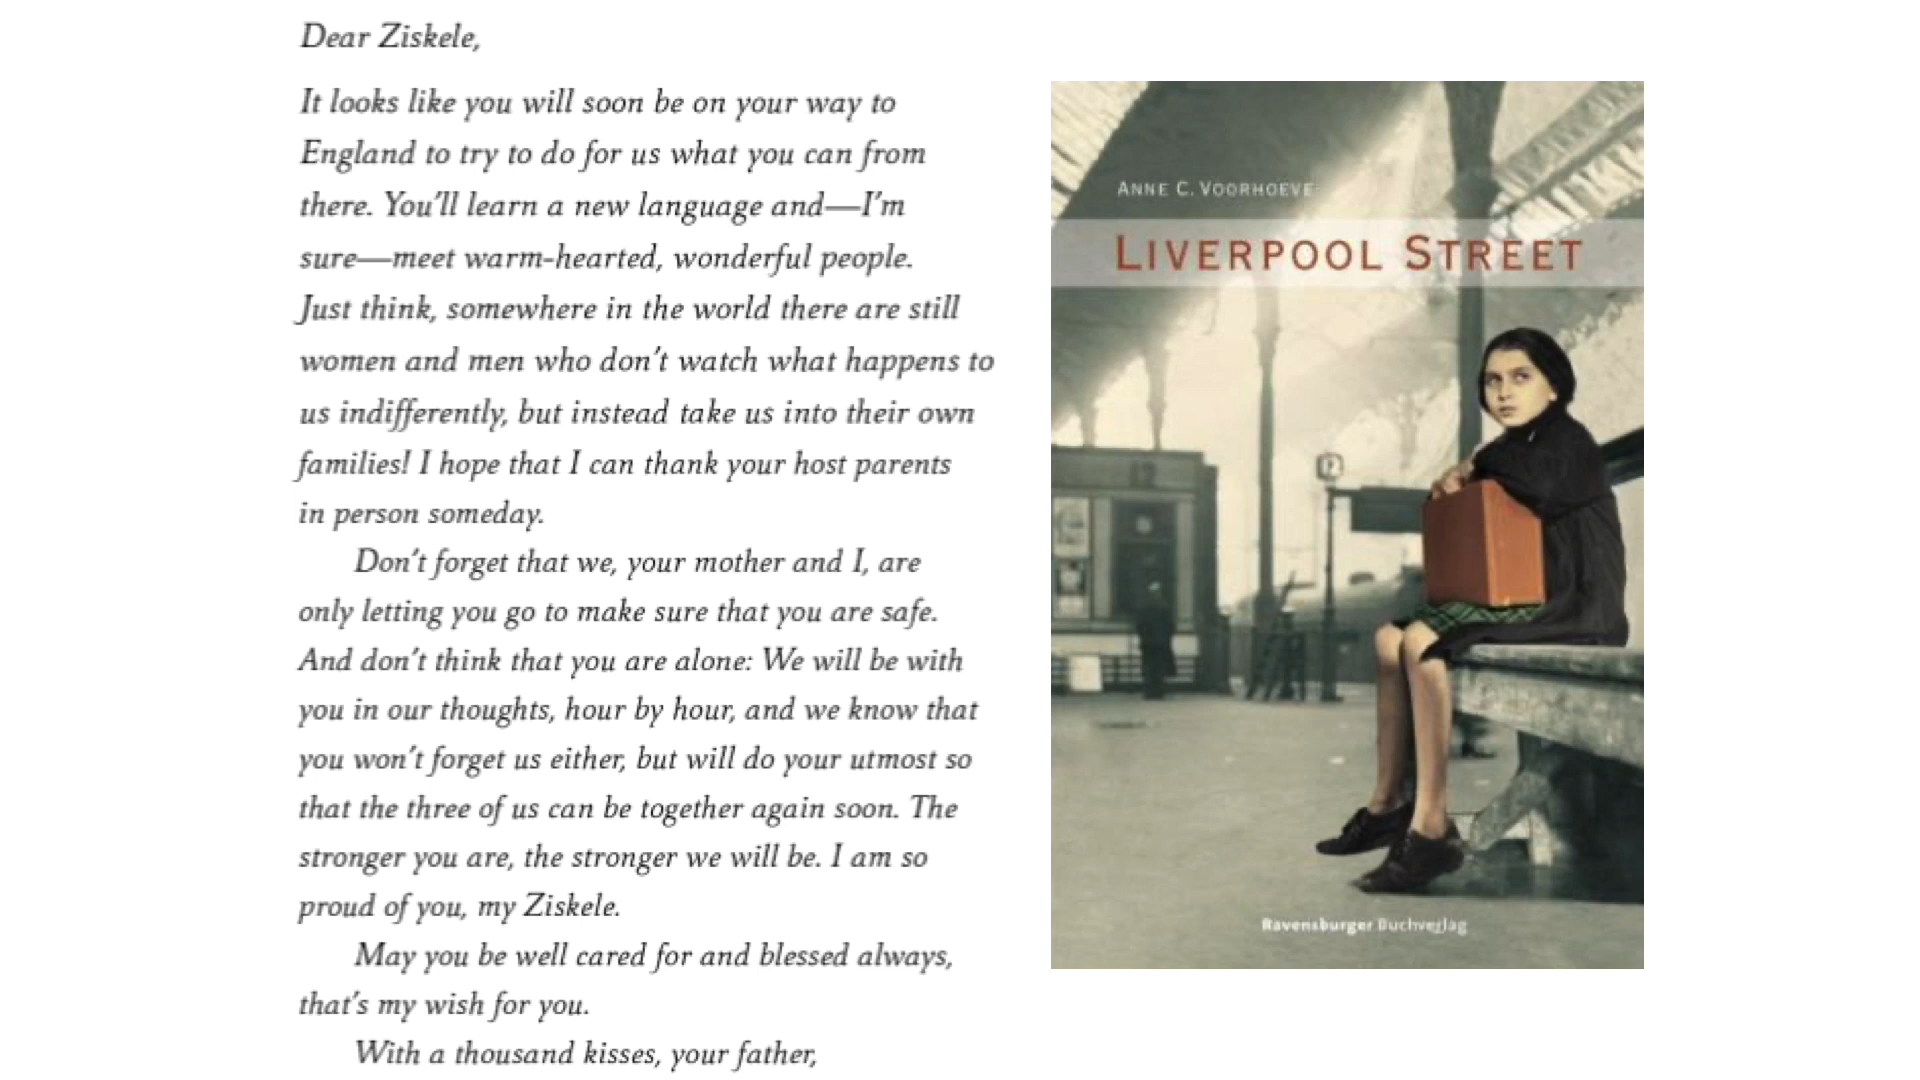 Dear Ziskele,
It looks like you will soon be on your way to
England to try to do for us what you can from
there. You'll learn a new language and—I'm
sure—meet warm-hearted, wonderful people.
Just think, somewhere in the world there are still
women and men who don't watch what happens to
us indifferently, but instead take us into their own
families! I hope that I can thank your host parents
in person someday.
Don't forget that we, your mother and I, are
only letting you go to make sure that you are safe.
And don't think that you are alone: We will be with
you in our thoughts, hour by hour, and we know that
you won't forget us either, but will do your utmost so
that the three of us can be together again soon. The
stronger you are, the stronger we will be. I am so
proud of you, my Ziskele.
May you be well cared for and blessed always,
that's my wish for you.
With a thousand kisses, your father,
ANNE C. VOORHOEVE
LIVERPOOL STREET
12
Ravensburger Buchverlag